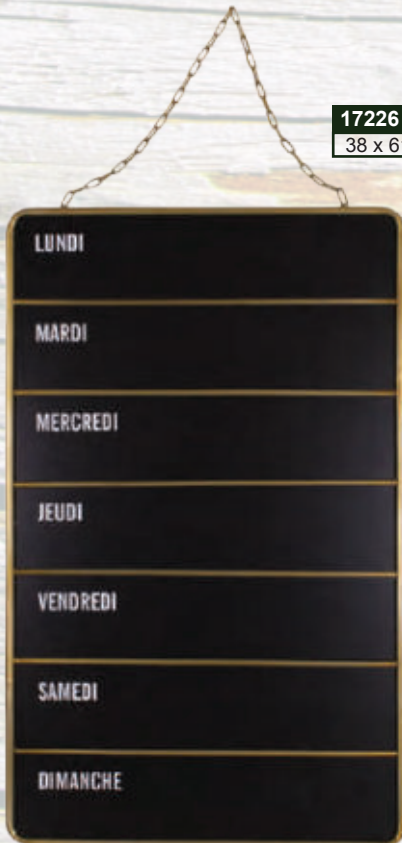 17226
38 x 6
LUNDI
MARDI
MERCREDI
JEUDI
VENDREDI
SAMEDI
DIMANCHE